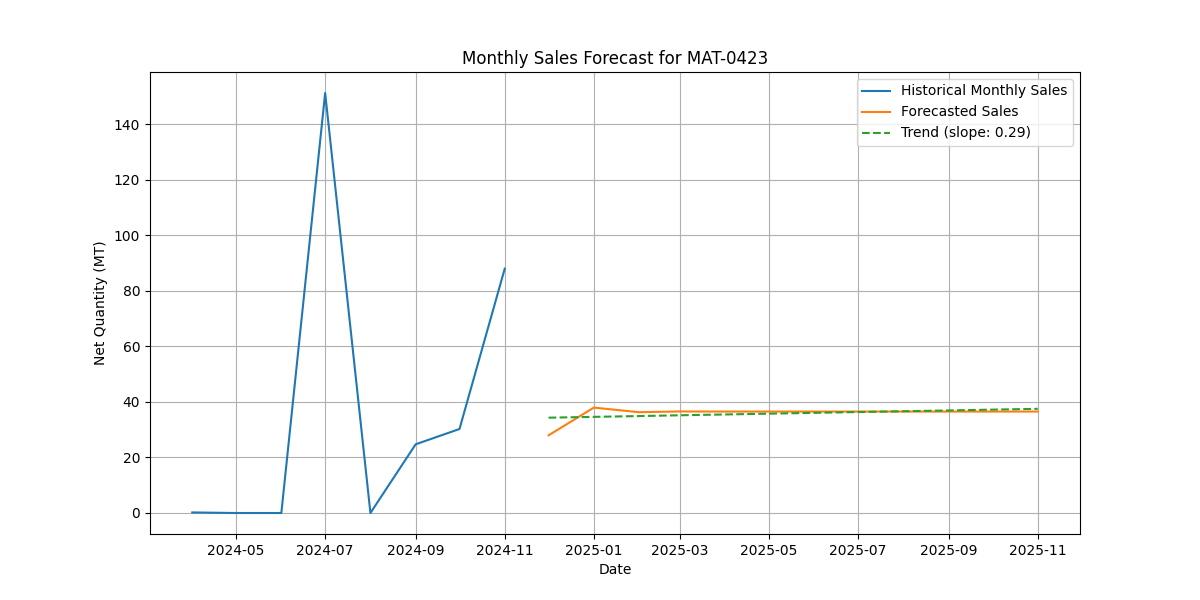 Monthly Sales Forecast for MAT-0423
Historical Monthly Sales
Forecasted Sales
Trend (slope: 0.29)
Net Quantity (MT)
140
120
100
80
60
40
20
0
2024-05 2024-07 2024-09 2024-11 2025-01 2025-03 2025-05 2025-07 2025-09 2025-11
Date